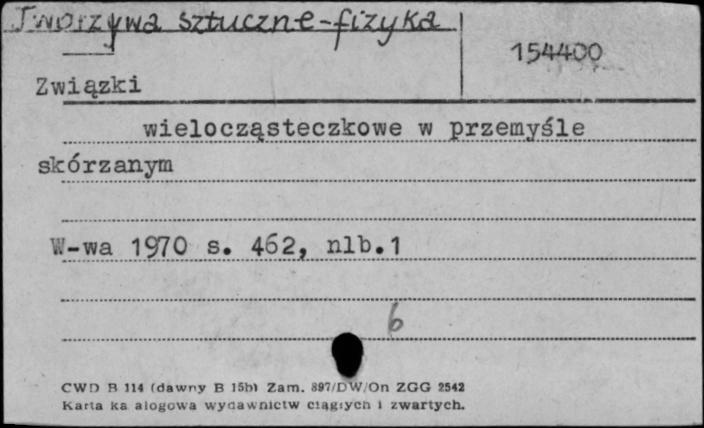 Tworzywa sztuczne-fizyka
154400
Związki
wielocząsteczkowe w przemyśle
skórzanym
W-wa 1970 s. 462, nlb.1
6
CWD B 114 (dawny B 15b) Zam. 897/DW/On ZGG 2542
Karta ka alogowa wydawnictw ciągłych i zwartych.